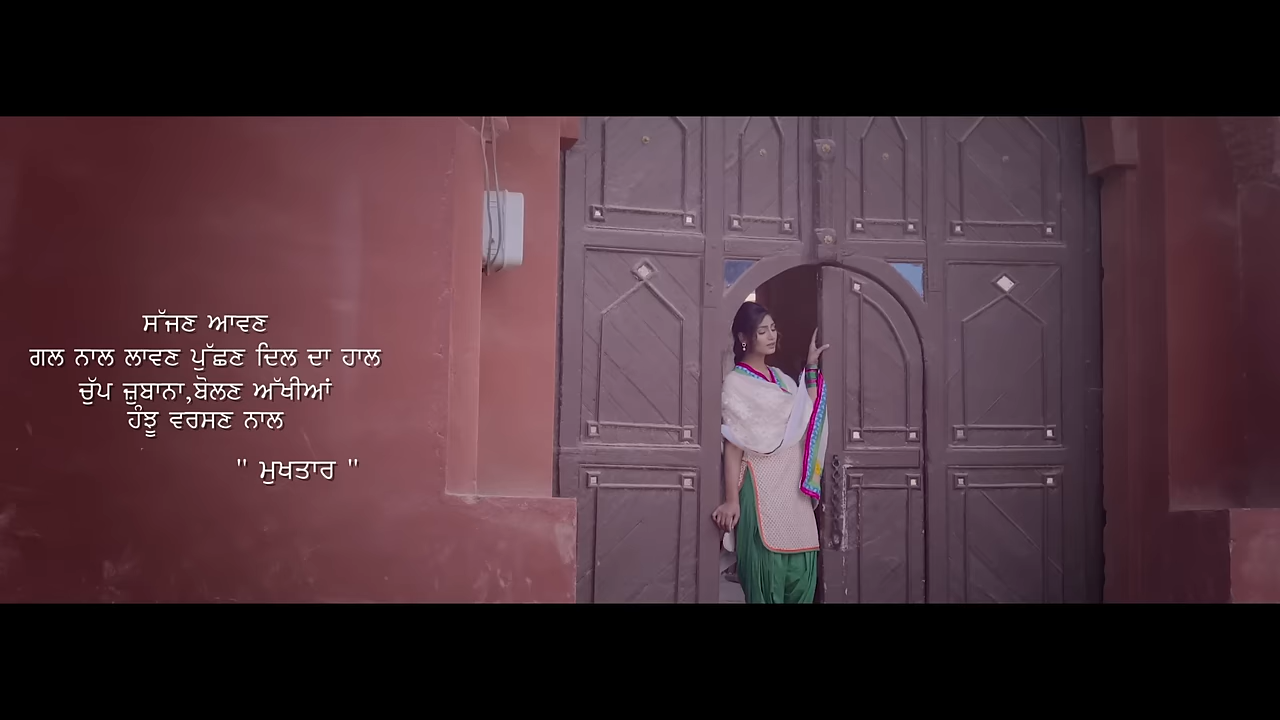 ਸੱਜਣ ਆਵਣ
ਗਲ ਨਾਲ ਲਾਵਣ ਪੁੱਛਣ ਦਿਲ ਦਾ ਹਾਲ
ਚੁੱਪ ਜ਼ੁਬਾਨਾ,ਬੋਲਣ ਅੱਖੀਆਂ
ਹੰਝੂ ਵਰਸਣ ਨਾਲ
" ਮੁਖਤਾਰ "